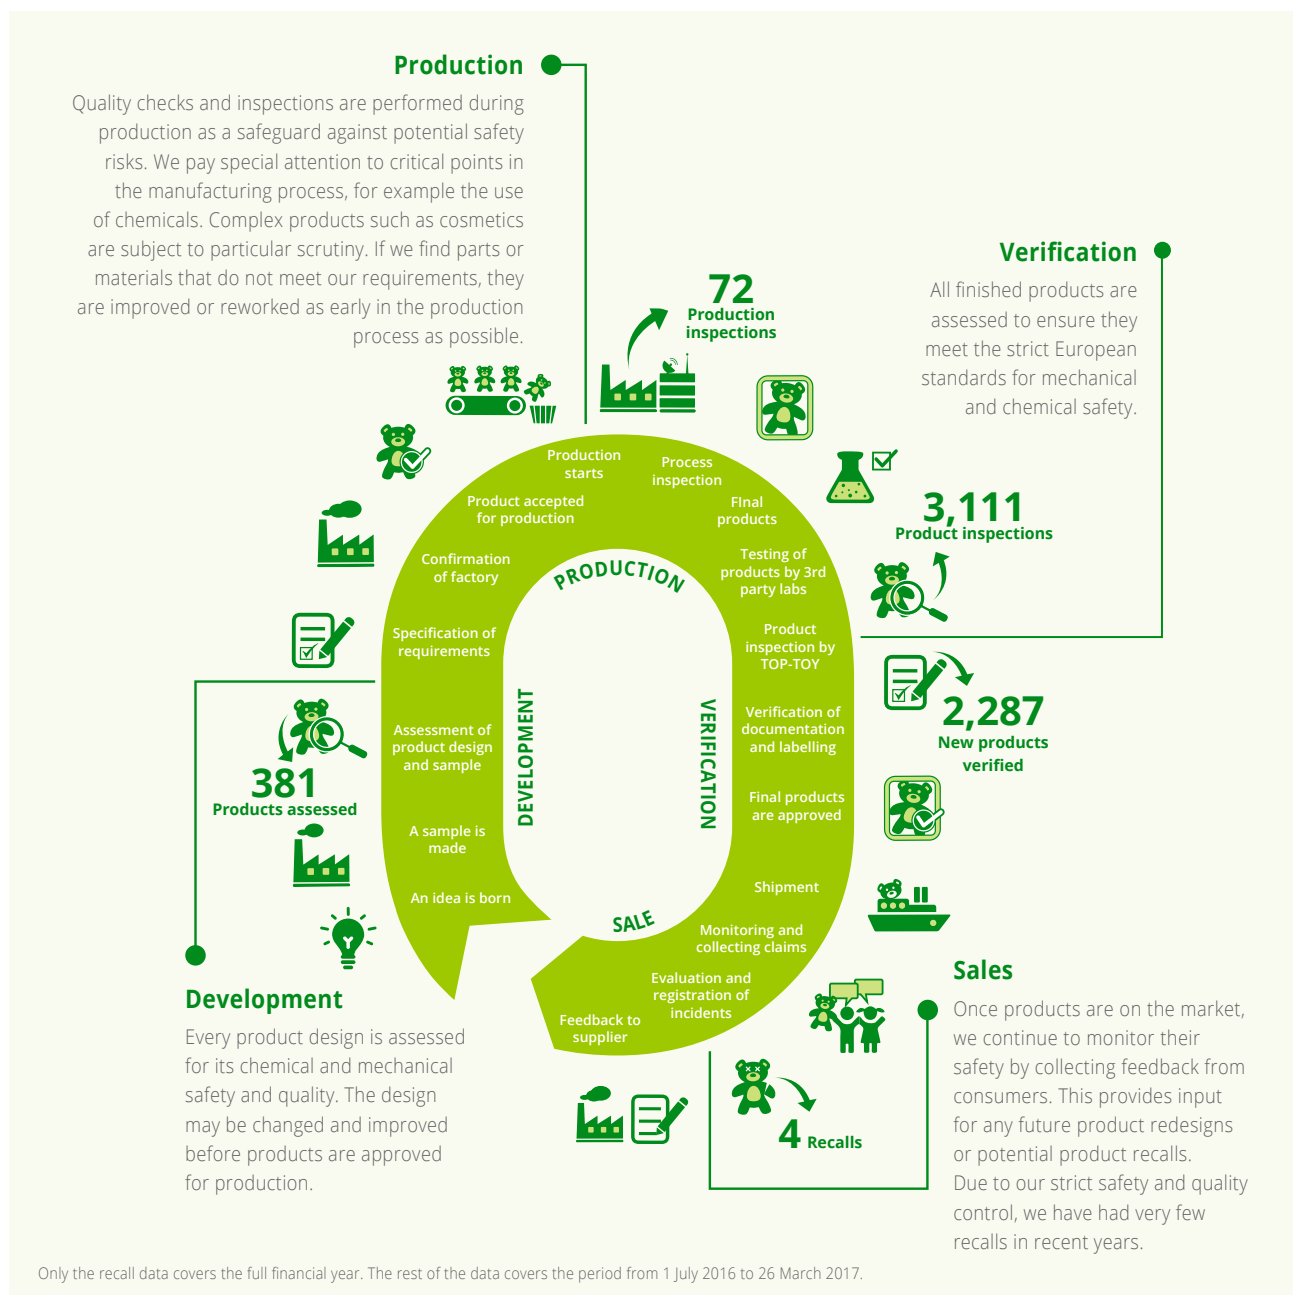 Production
Quality checks and inspections are performed during
production as a safeguard against potential safety
risks. We pay special attention to critical points in
the manufacturing process, for example the use
of chemicals. Complex products such as cosmetics
are subject to particular scrutiny. If we find parts or
materials that do not meet our requirements, they
are improved or reworked as early in the production
process as possible.
Verification
All finished products are
assessed to ensure they
meet the strict European
standards for mechanical
and chemical safety.
72
Production
inspections
3,111
Product inspections
2,287
New products
verified
381
Products assessed
Production
starts
Process
inspection
Product accepted
for production
FInal
products
Confirmation
of factory
Testing of
products by 3rd
party labs
Specification of
requirements
Product
inspection by
TOP-TOY
Assessment of
product design
and sample
Verification of
documentation
and labelling
A sample is
made
Final products
are approved
An idea is born
Shipment
Monitoring and
collecting claims
Evaluation and
registration of
incidents
Feedback to
supplier
PRODUCTION
DEVELOPMENT
VERIFICATION
SALE
Development
Every product design is assessed
for its chemical and mechanical
safety and quality. The design
may be changed and improved
before products are approved
for production.
4 Recalls
Sales
Once products are on the market,
we continue to monitor their
safety by collecting feedback from
consumers. This provides input
for any future product redesigns
or potential product recalls.
Due to our strict safety and quality
control, we have had very few
recalls in recent years.
Only the recall data covers the full financial year. The rest of the data covers the period from 1 July 2016 to 26 March 2017.